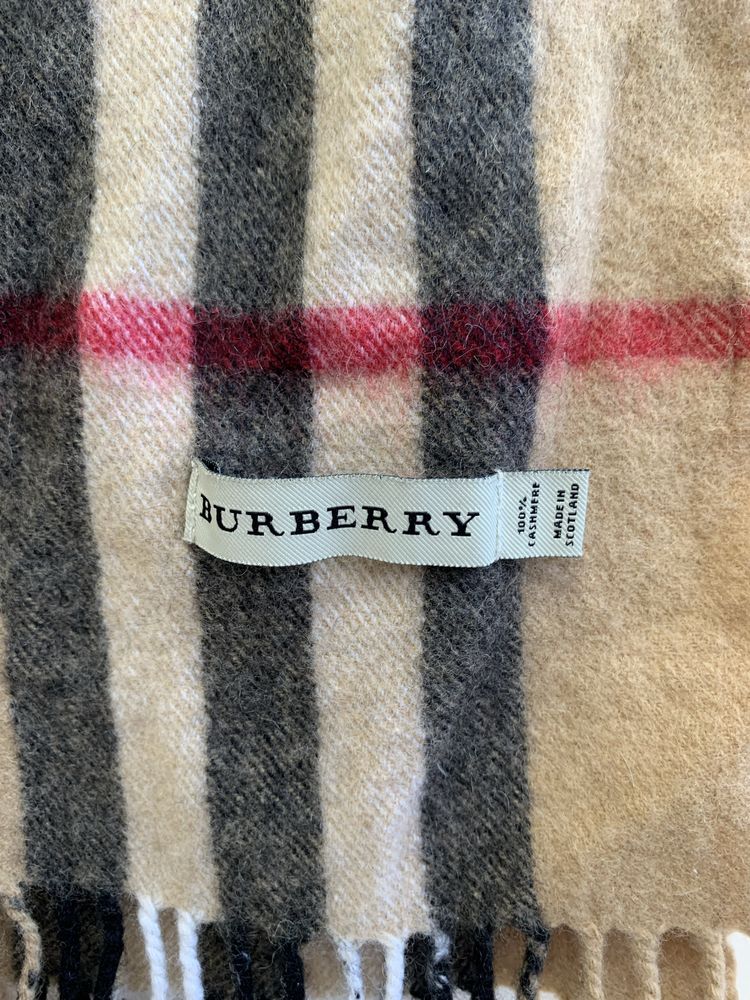 BURBERRY
100%
CASHMERE
MADE IN
SCOTLAND